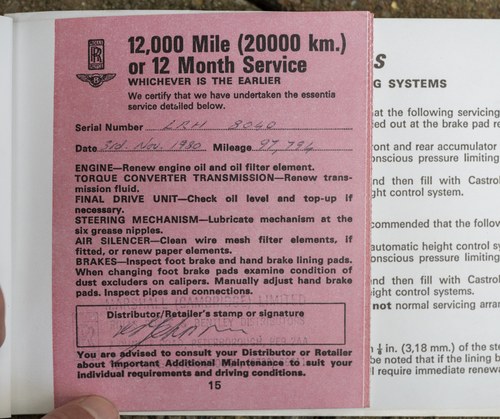 12,000 Mile (20000 km.)
or 12 Month Service
WHICHEVER IS THE EARLIER
We certify that we have undertaken the essentia
service detailed below.
Serial Number LRH 8040
Date 3rd. Nov. 1980 Mileage 97,794
ENGINE—Renew engine oil and oil filter element.
TORQUE CONVERTER TRANSMISSION—Renew trans-
mission fluid.
FINAL DRIVE UNIT—Check oil level and top-up if
necessary.
STEERING MECHANISM—Lubricate mechanism at the
six grease nipples.
AIR SILENCER—Clean wire mesh filter elements, if
fitted, or renew paper elements.
BRAKES—Inspect foot brake and hand brake lining pads.
When changing foot brake pads examine condition of
dust excluders on calipers. Manually adjust hand brake
pads. Inspect pipes and connections.
Distributor/Retailer's stamp or signature
You are advised to consult your Distributor or Retailer
about Important Additional Maintenance to suit your
individual requirements and driving conditions.
15
S
G SYSTEMS
at the following servicing
ed out at the brake pad re
ront and rear accumulator
onscious pressure limiting
nd then fill with Castrol
ight control system.
commended that the follow
automatic height control sy
onscious pressure limiting
nd then fill with Castrol
ight control systems.
not normal servicing arran
⅛ in. (3,18 mm.) of the ste
be noted that if the lining b
l require immediate renewa